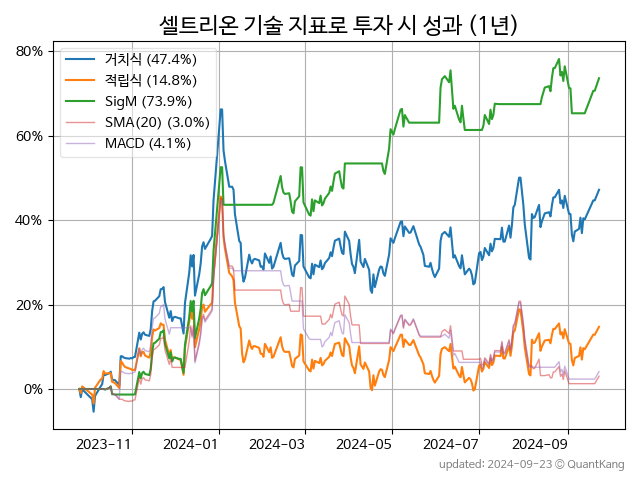 셀트리온 기술 지표로 투자 시 성과 (1년)
거치식 (47.4%)
적립식 (14.8%)
SigM (73.9%)
SMA(20) (3.0%)
MACD (4.1%)
80%
60%
40%
20%
0%
2023-11 2024-01 2024-03 2024-05 2024-07 2024-09
updated: 2024-09-23 © QuantKang